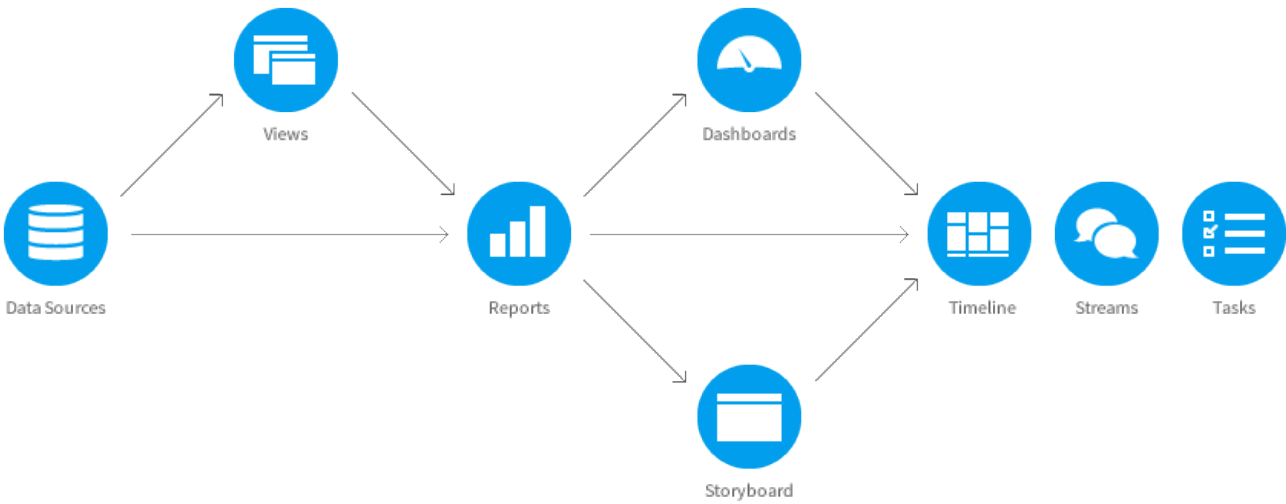 Views
Dashboards
Data Sources
Reports
Timeline
Streams
Tasks
Storyboard